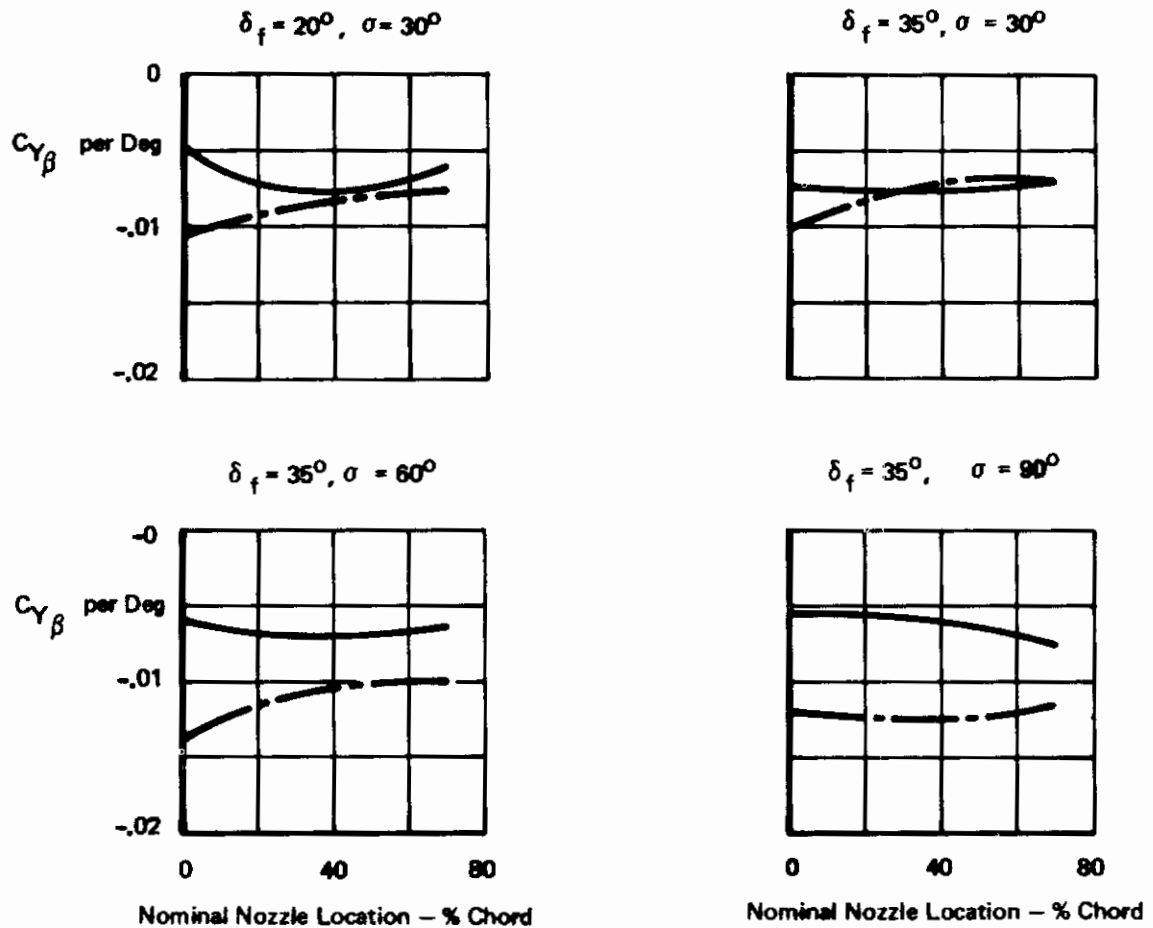 δf = 20°, σ = 30°
δf = 35°, σ = 30°
0
CYβ per Deg
-.01
-.02
δf = 35°, σ = 60°
δf = 35°, σ = 90°
-0
CYβ per Deg
-.01
-.02
0 40 80
0 40 80
Nominal Nozzle Location – % Chord
Nominal Nozzle Location – % Chord